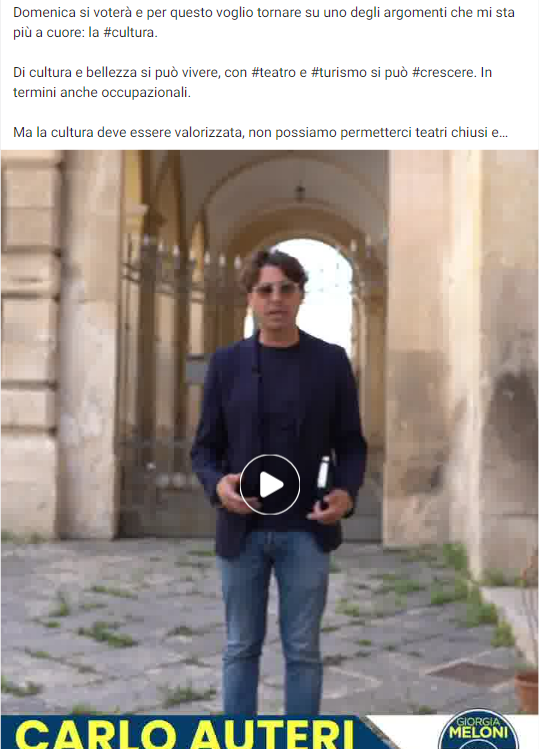 Domenica si voterà e per questo voglio tornare su uno degli argomenti che mi sta
più a cuore: la #cultura.
Di cultura e bellezza si può vivere, con #teatro e #turismo si può #crescere. In
termini anche occupazionali.
Ma la cultura deve essere valorizzata, non possiamo permetterci teatri chiusi e...
CARLO AUTERI
GIORGIA
MELONI